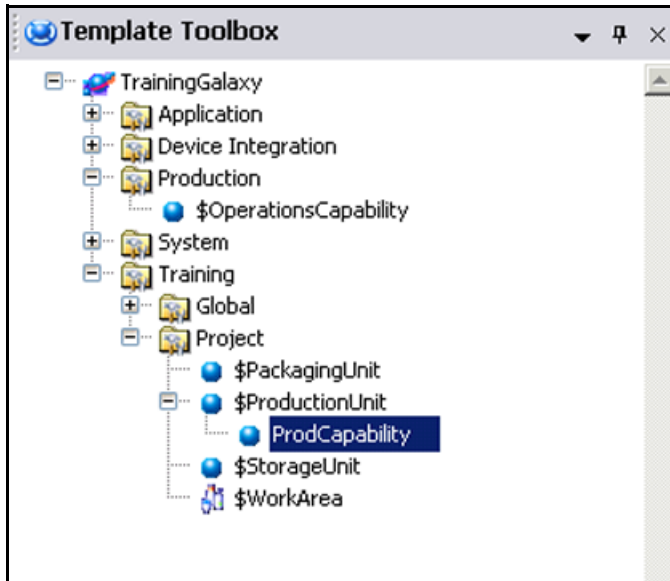 Template Toolbox
TrainingGalaxy
Application
Device Integration
Production
$OperationsCapability
System
Training
Global
Project
$PackagingUnit
$ProductionUnit
ProdCapability
$StorageUnit
$WorkArea